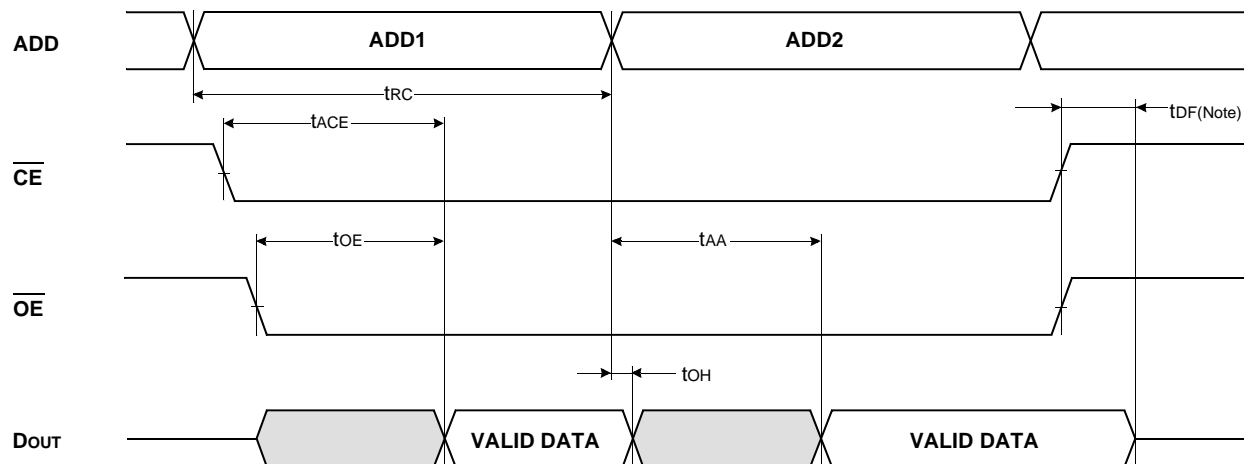 ADD ADD1 ADD2
tRC
tDF(Note)
tACE
CE
tOE tAA
OE
tOH
DOUT VALID DATA VALID DATA